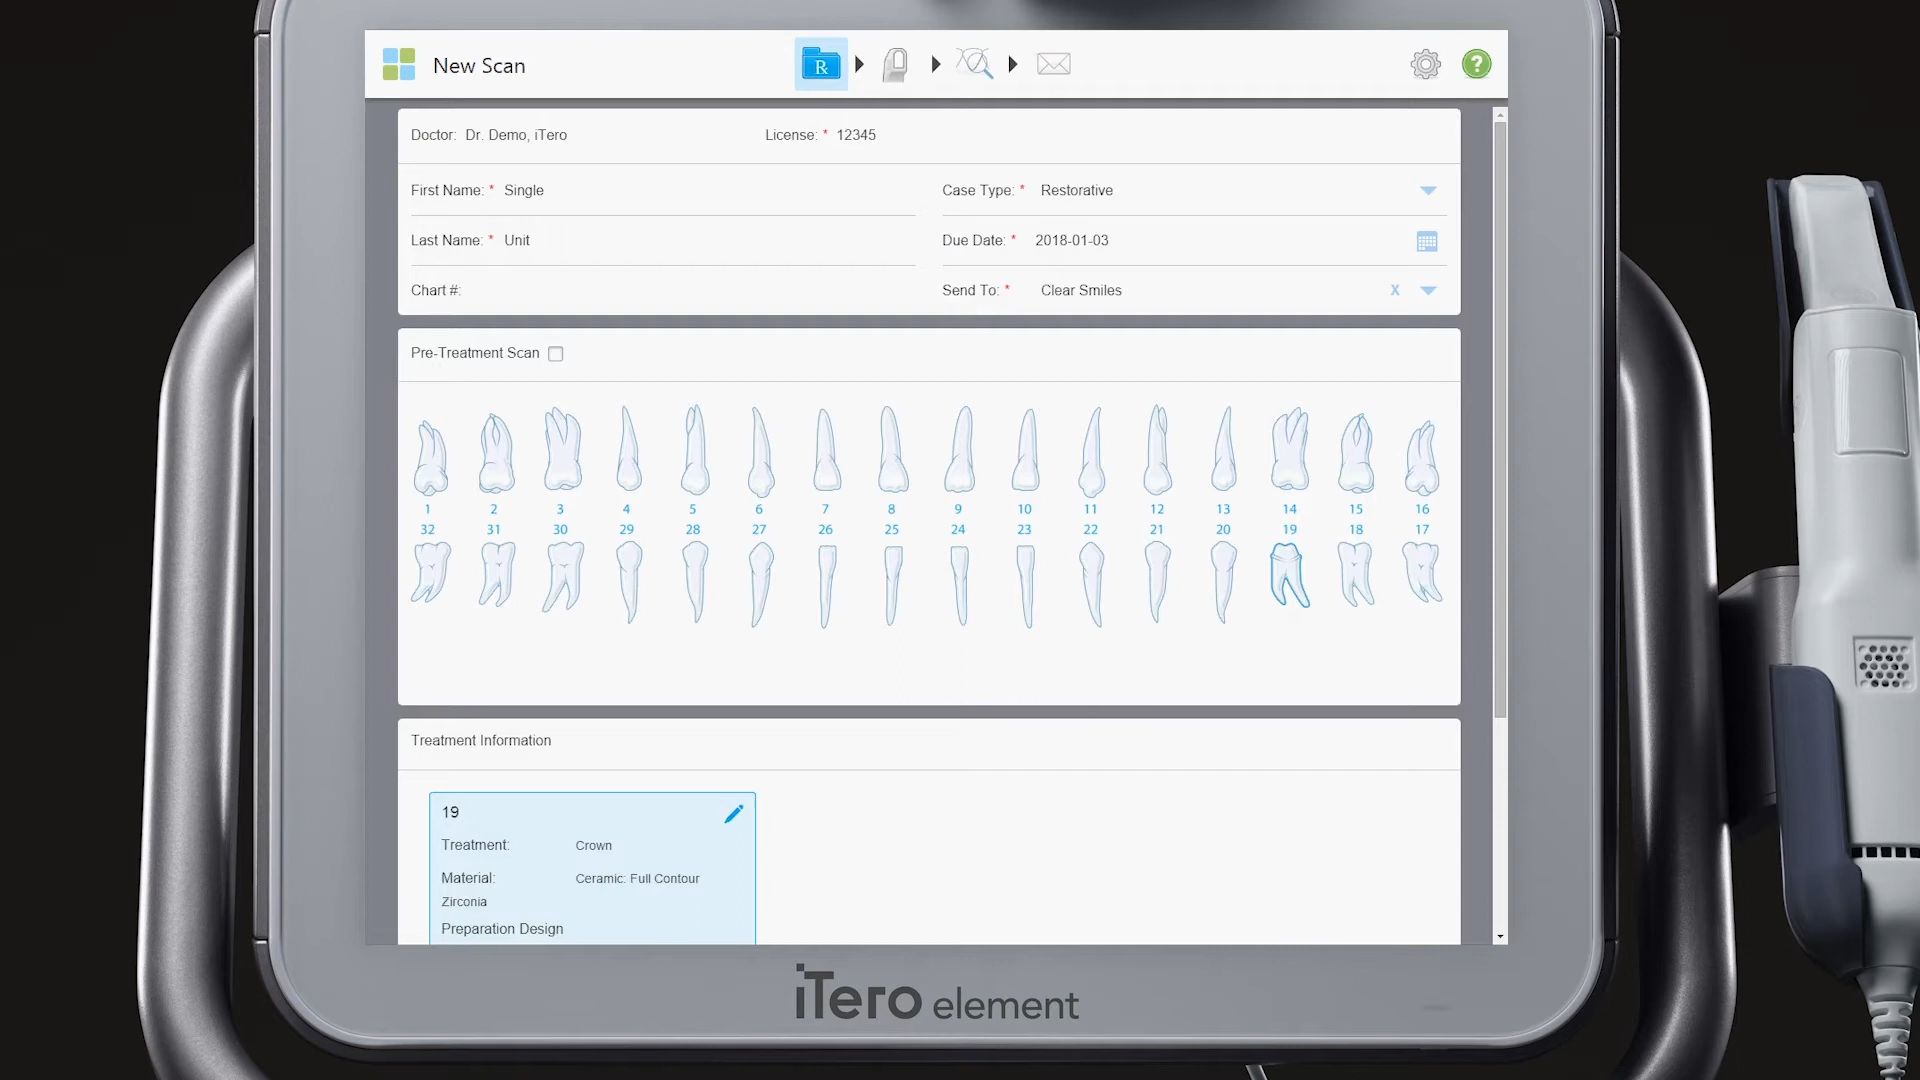 New Scan
Rx
?
Doctor: Dr. Demo, iTero License: * 12345
First Name: * Single Case Type: * Restorative
Last Name: * Unit Due Date: * 2018-01-03
Chart #: Send To: * Clear Smiles X
Pre-Treatment Scan
1 2 3 4 5 6 7 8 9 10 11 12 13 14 15 16
32 31 30 29 28 27 26 25 24 23 22 21 20 19 18 17
Treatment Information
19
Treatment: Crown
Material: Ceramic: Full Contour
Zirconia
Preparation Design
iTero element